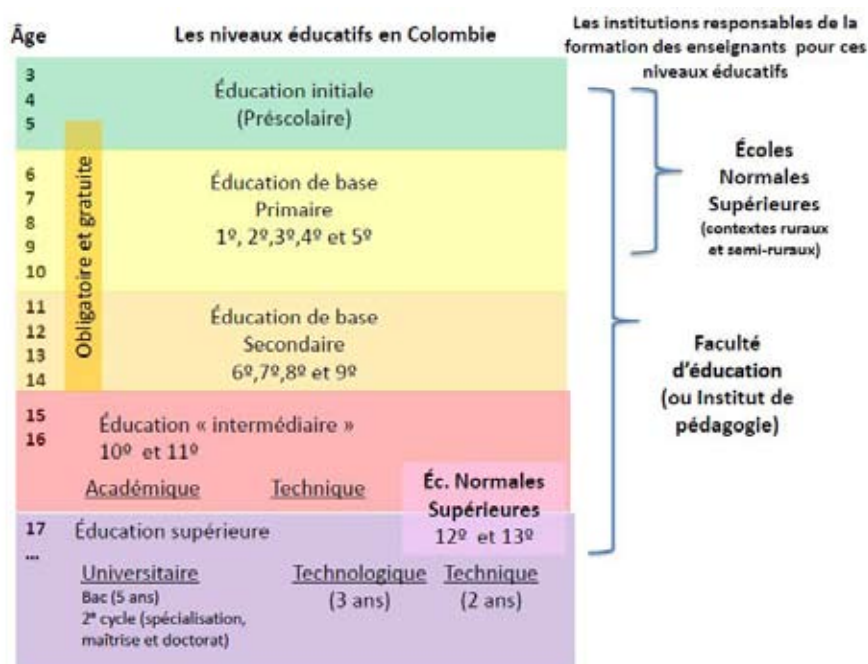 Âge
Les niveaux éducatifs en Colombie
Les institutions responsables de la
formation des enseignants pour ces
niveaux éducatifs
3
4
5
Éducation initiale
(Préscolaire)
Obligatoire et gratuite
6
7
8
9
10
Éducation de base
Primaire
1º, 2º,3º,4º et 5º
11
12
13
14
Éducation de base
Secondaire
6º,7º,8º et 9º
15
16
Éducation « intermédiaire »
10º et 11º
Académique
Technique
Éc. Normales
Supérieures
12º et 13º
17
...
Éducation supérieure
Universitaire
Bac (5 ans)
2e cycle (spécialisation,
maîtrise et doctorat)
Technologique
(3 ans)
Technique
(2 ans)
Écoles
Normales
Supérieures
(contextes ruraux
et semi-ruraux)
Faculté
d'éducation
(ou Institut de
pédagogie)